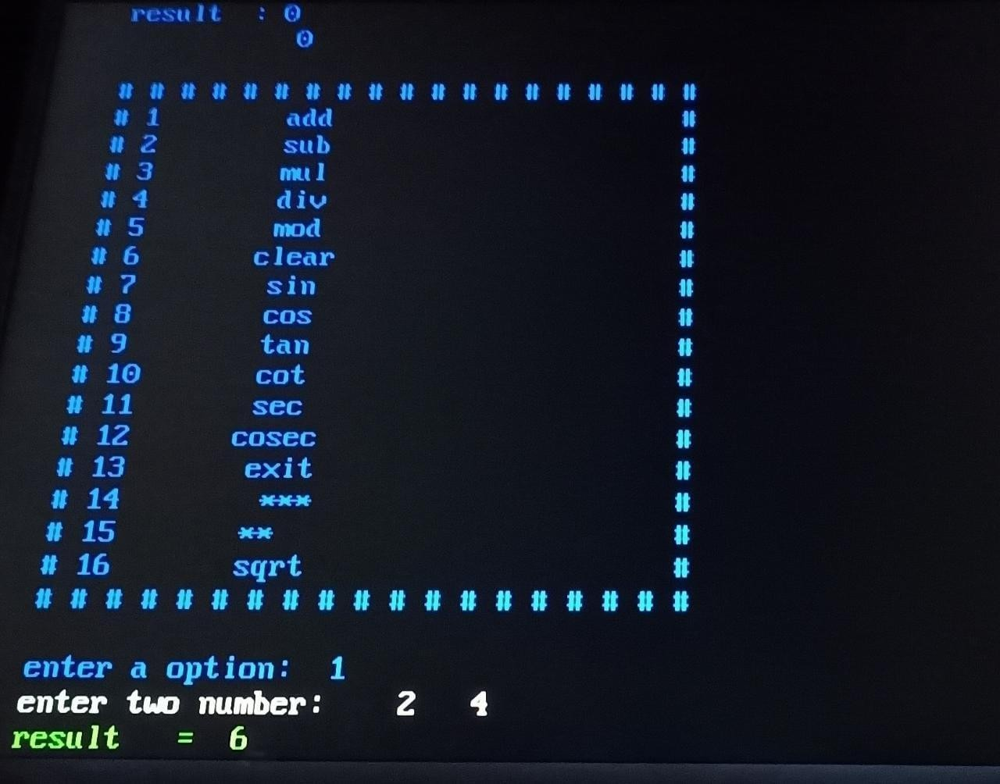 result : 0
0
# # # # # # # # # # # # # # # # # # #
# 1 add #
# 2 sub #
# 3 mul #
# 4 div #
# 5 mod #
# 6 clear #
# 7 sin #
# 8 cos #
# 9 tan #
# 10 cot #
# 11 sec #
# 12 cosec #
# 13 exit #
# 14 *** #
# 15 ** #
# 16 sqrt #
# # # # # # # # # # # # # # # # # # #
enter a option: 1
enter two number: 2 4
result = 6